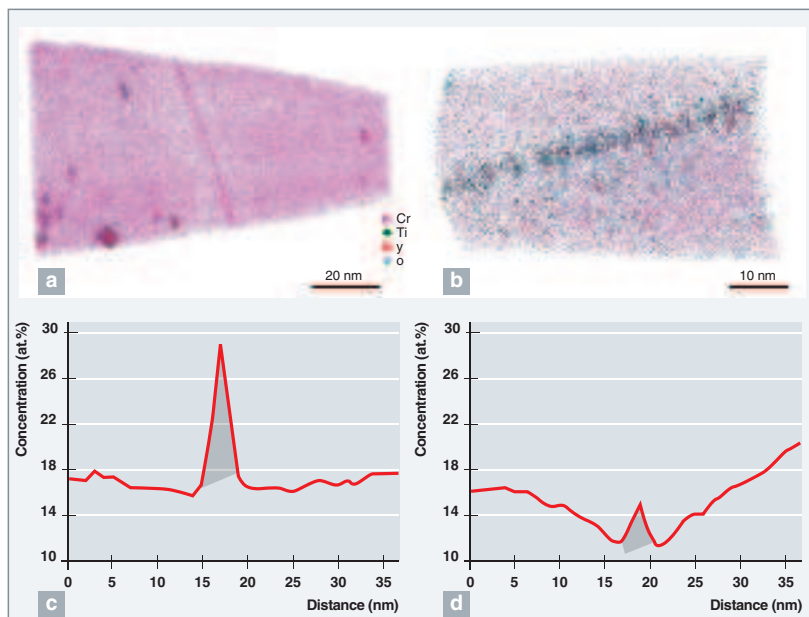 Cr
Ti
y
o
a
20 nm
b
10 nm
Concentration (at.%)
30
26
22
18
14
10
0 5 10 15 20 25 30 35
c
Distance (nm)
Concentration (at.%)
30
26
22
18
14
10
0 5 10 15 20 25 30 35
d
Distance (nm)